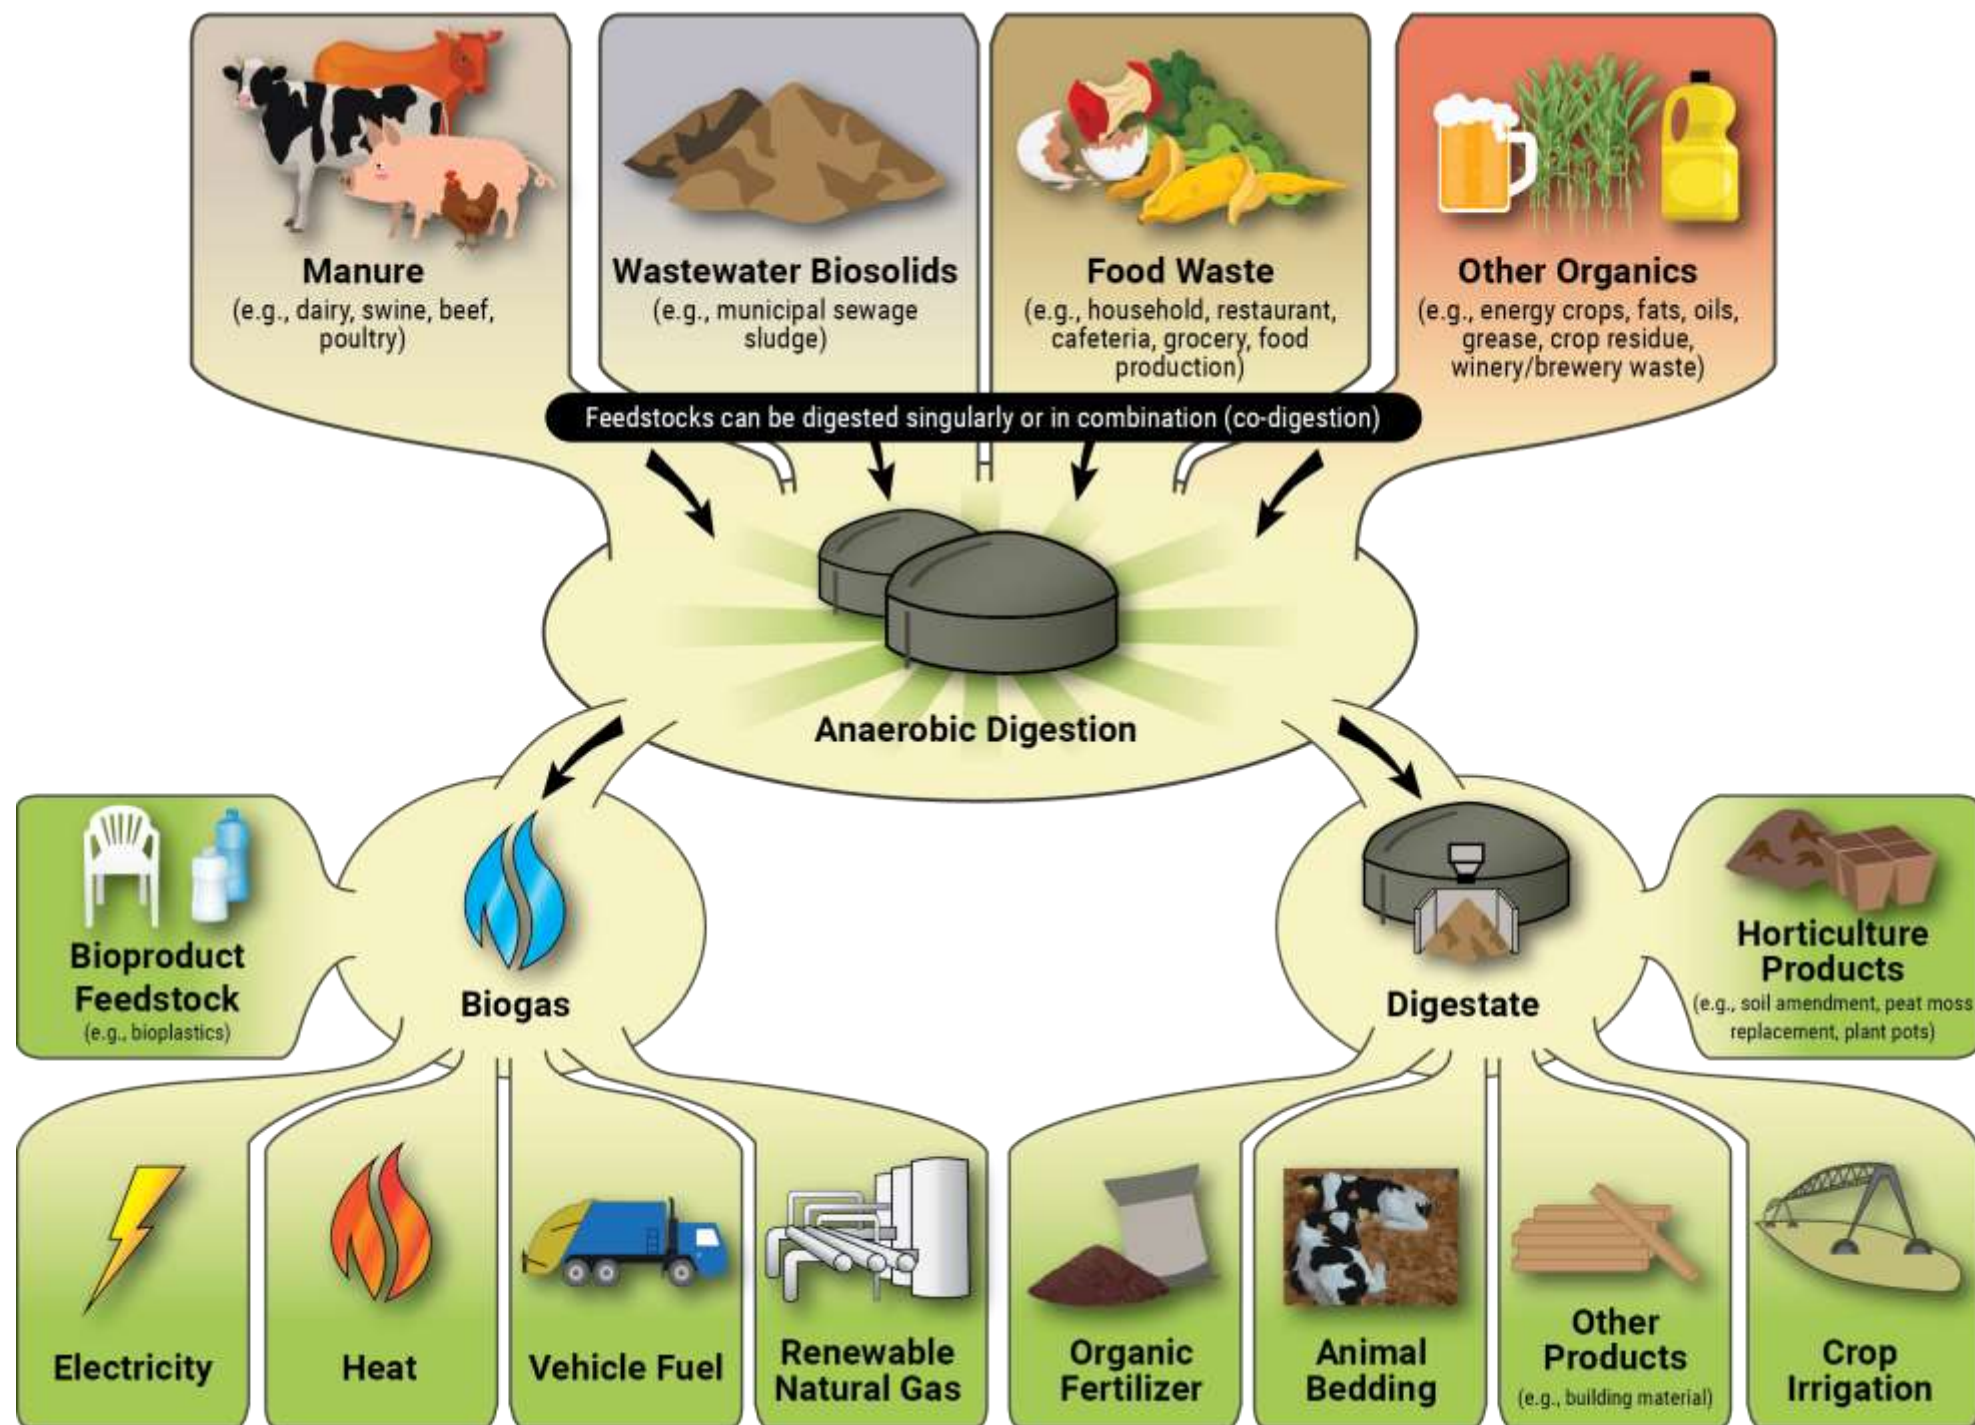 Manure
(e.g., dairy, swine, beef,
poultry)
Wastewater Biosolids
(e.g., municipal sewage
sludge)
Food Waste
(e.g., household, restaurant,
cafeteria, grocery, food
production)
Other Organics
(e.g., energy crops, fats, oils,
grease, crop residue,
winery/brewery waste)
Feedstocks can be digested singularly or in combination (co-digestion)
Anaerobic Digestion
Bioproduct
Feedstock
(e.g., bioplastics)
Biogas
Digestate
Horticulture
Products
(e.g., soil amendment, peat moss
replacement, plant pots)
Electricity
Heat
Vehicle Fuel
Renewable
Natural Gas
Organic
Fertilizer
Animal
Bedding
Other
Products
(e.g., building material)
Crop
Irrigation